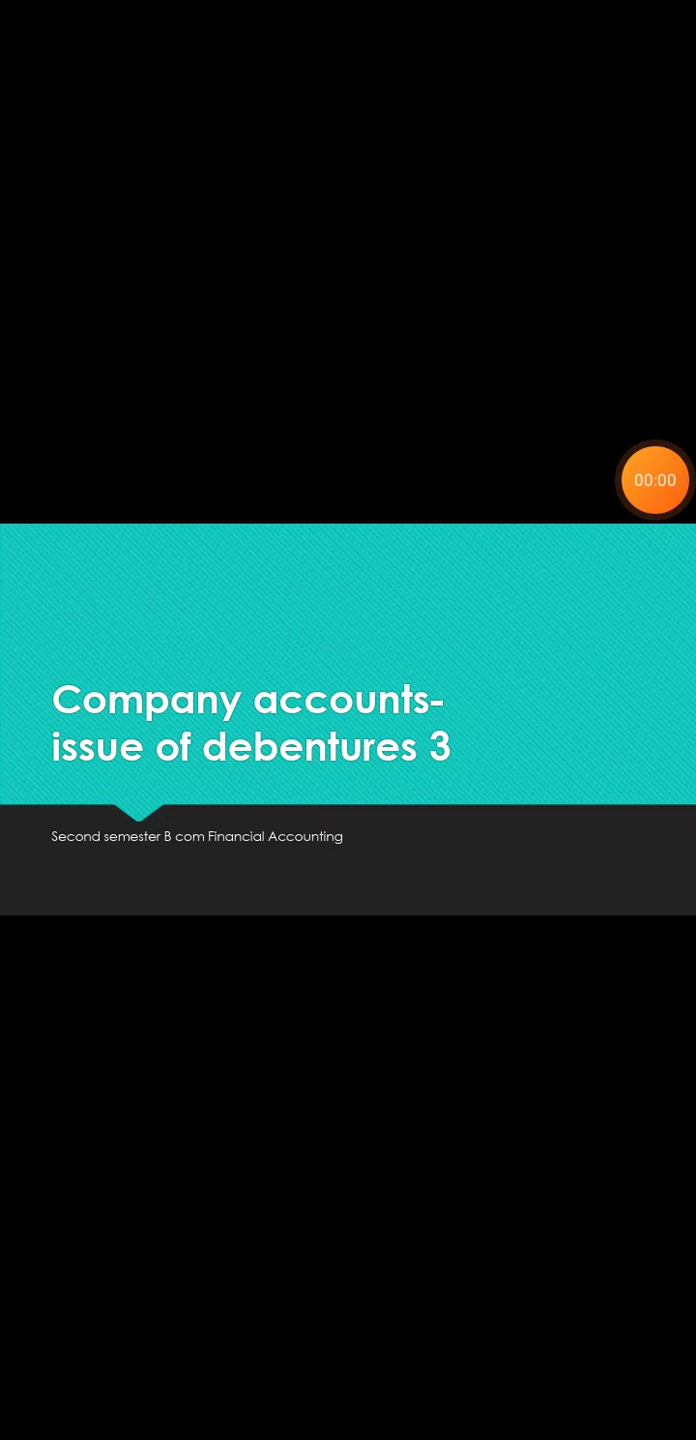 00:00
Company accounts-
issue of debentures 3
Second semester B com Financial Accounting